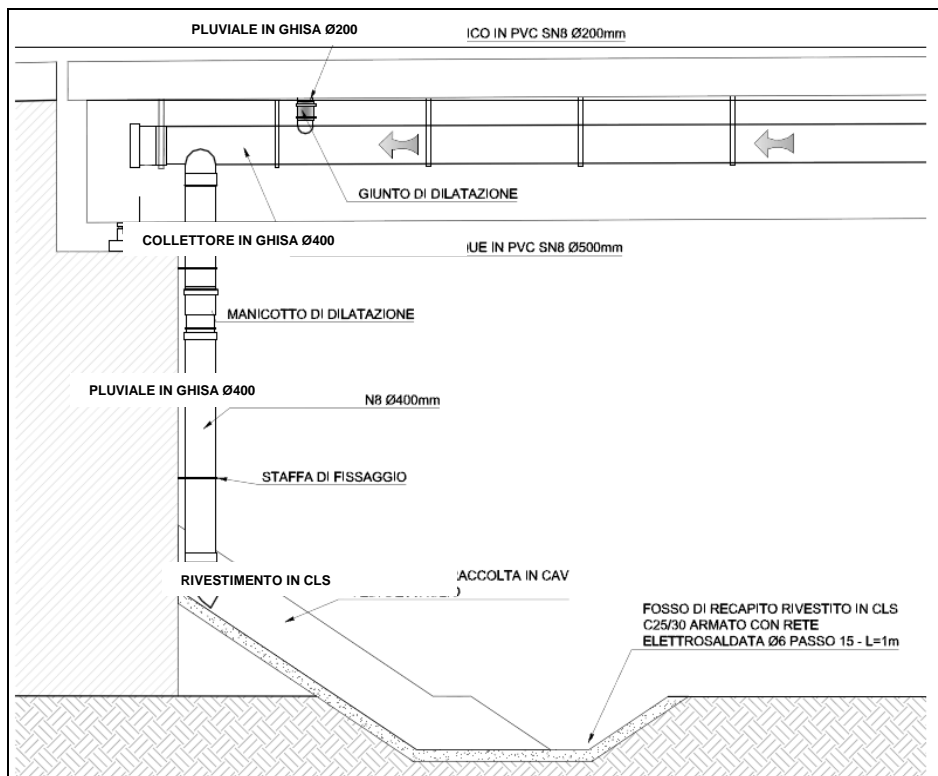 PLUVIALE IN GHISA Ø200
ICO IN PVC SN8 Ø200mm
GIUNTO DI DILATAZIONE
COLLETTORE IN GHISA Ø400
UE IN PVC SN8 Ø500mm
MANICOTTO DI DILATAZIONE
PLUVIALE IN GHISA Ø400
N8 Ø400mm
STAFFA DI FISSAGGIO
RIVESTIMENTO IN CLS
RACCOLTA IN CAV
FOSSO DI RECAPITO RIVESTITO IN CLS
C25/30 ARMATO CON RETE
ELETTROSALDATA Ø6 PASSO 15 - L=1m